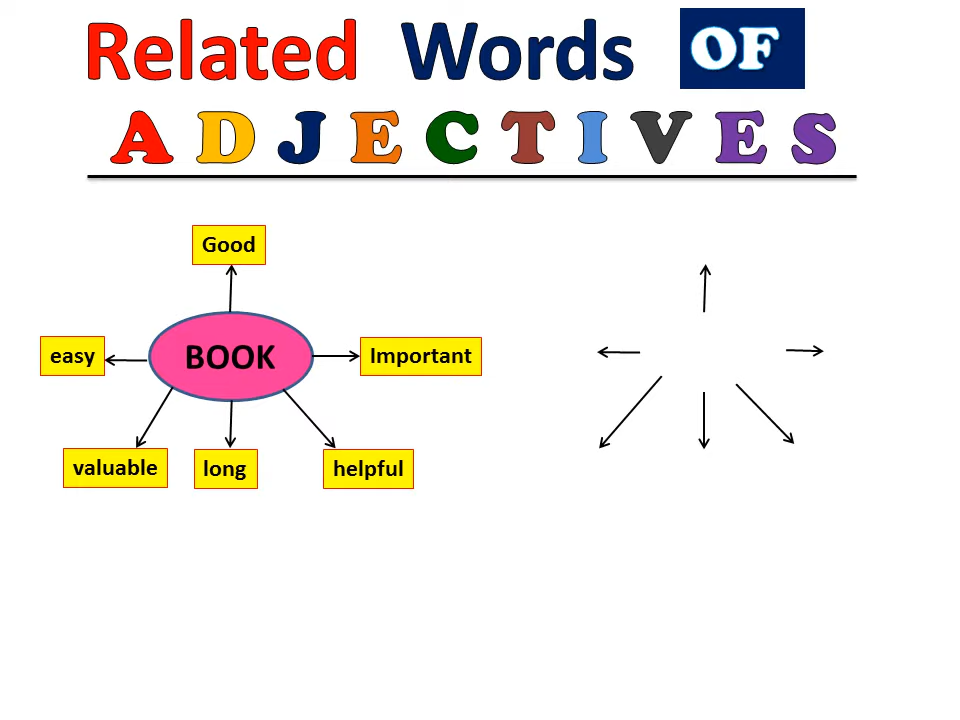 Related Words OF
ADJECTIVES
Good
easy
BOOK
Important
valuable
long
helpful